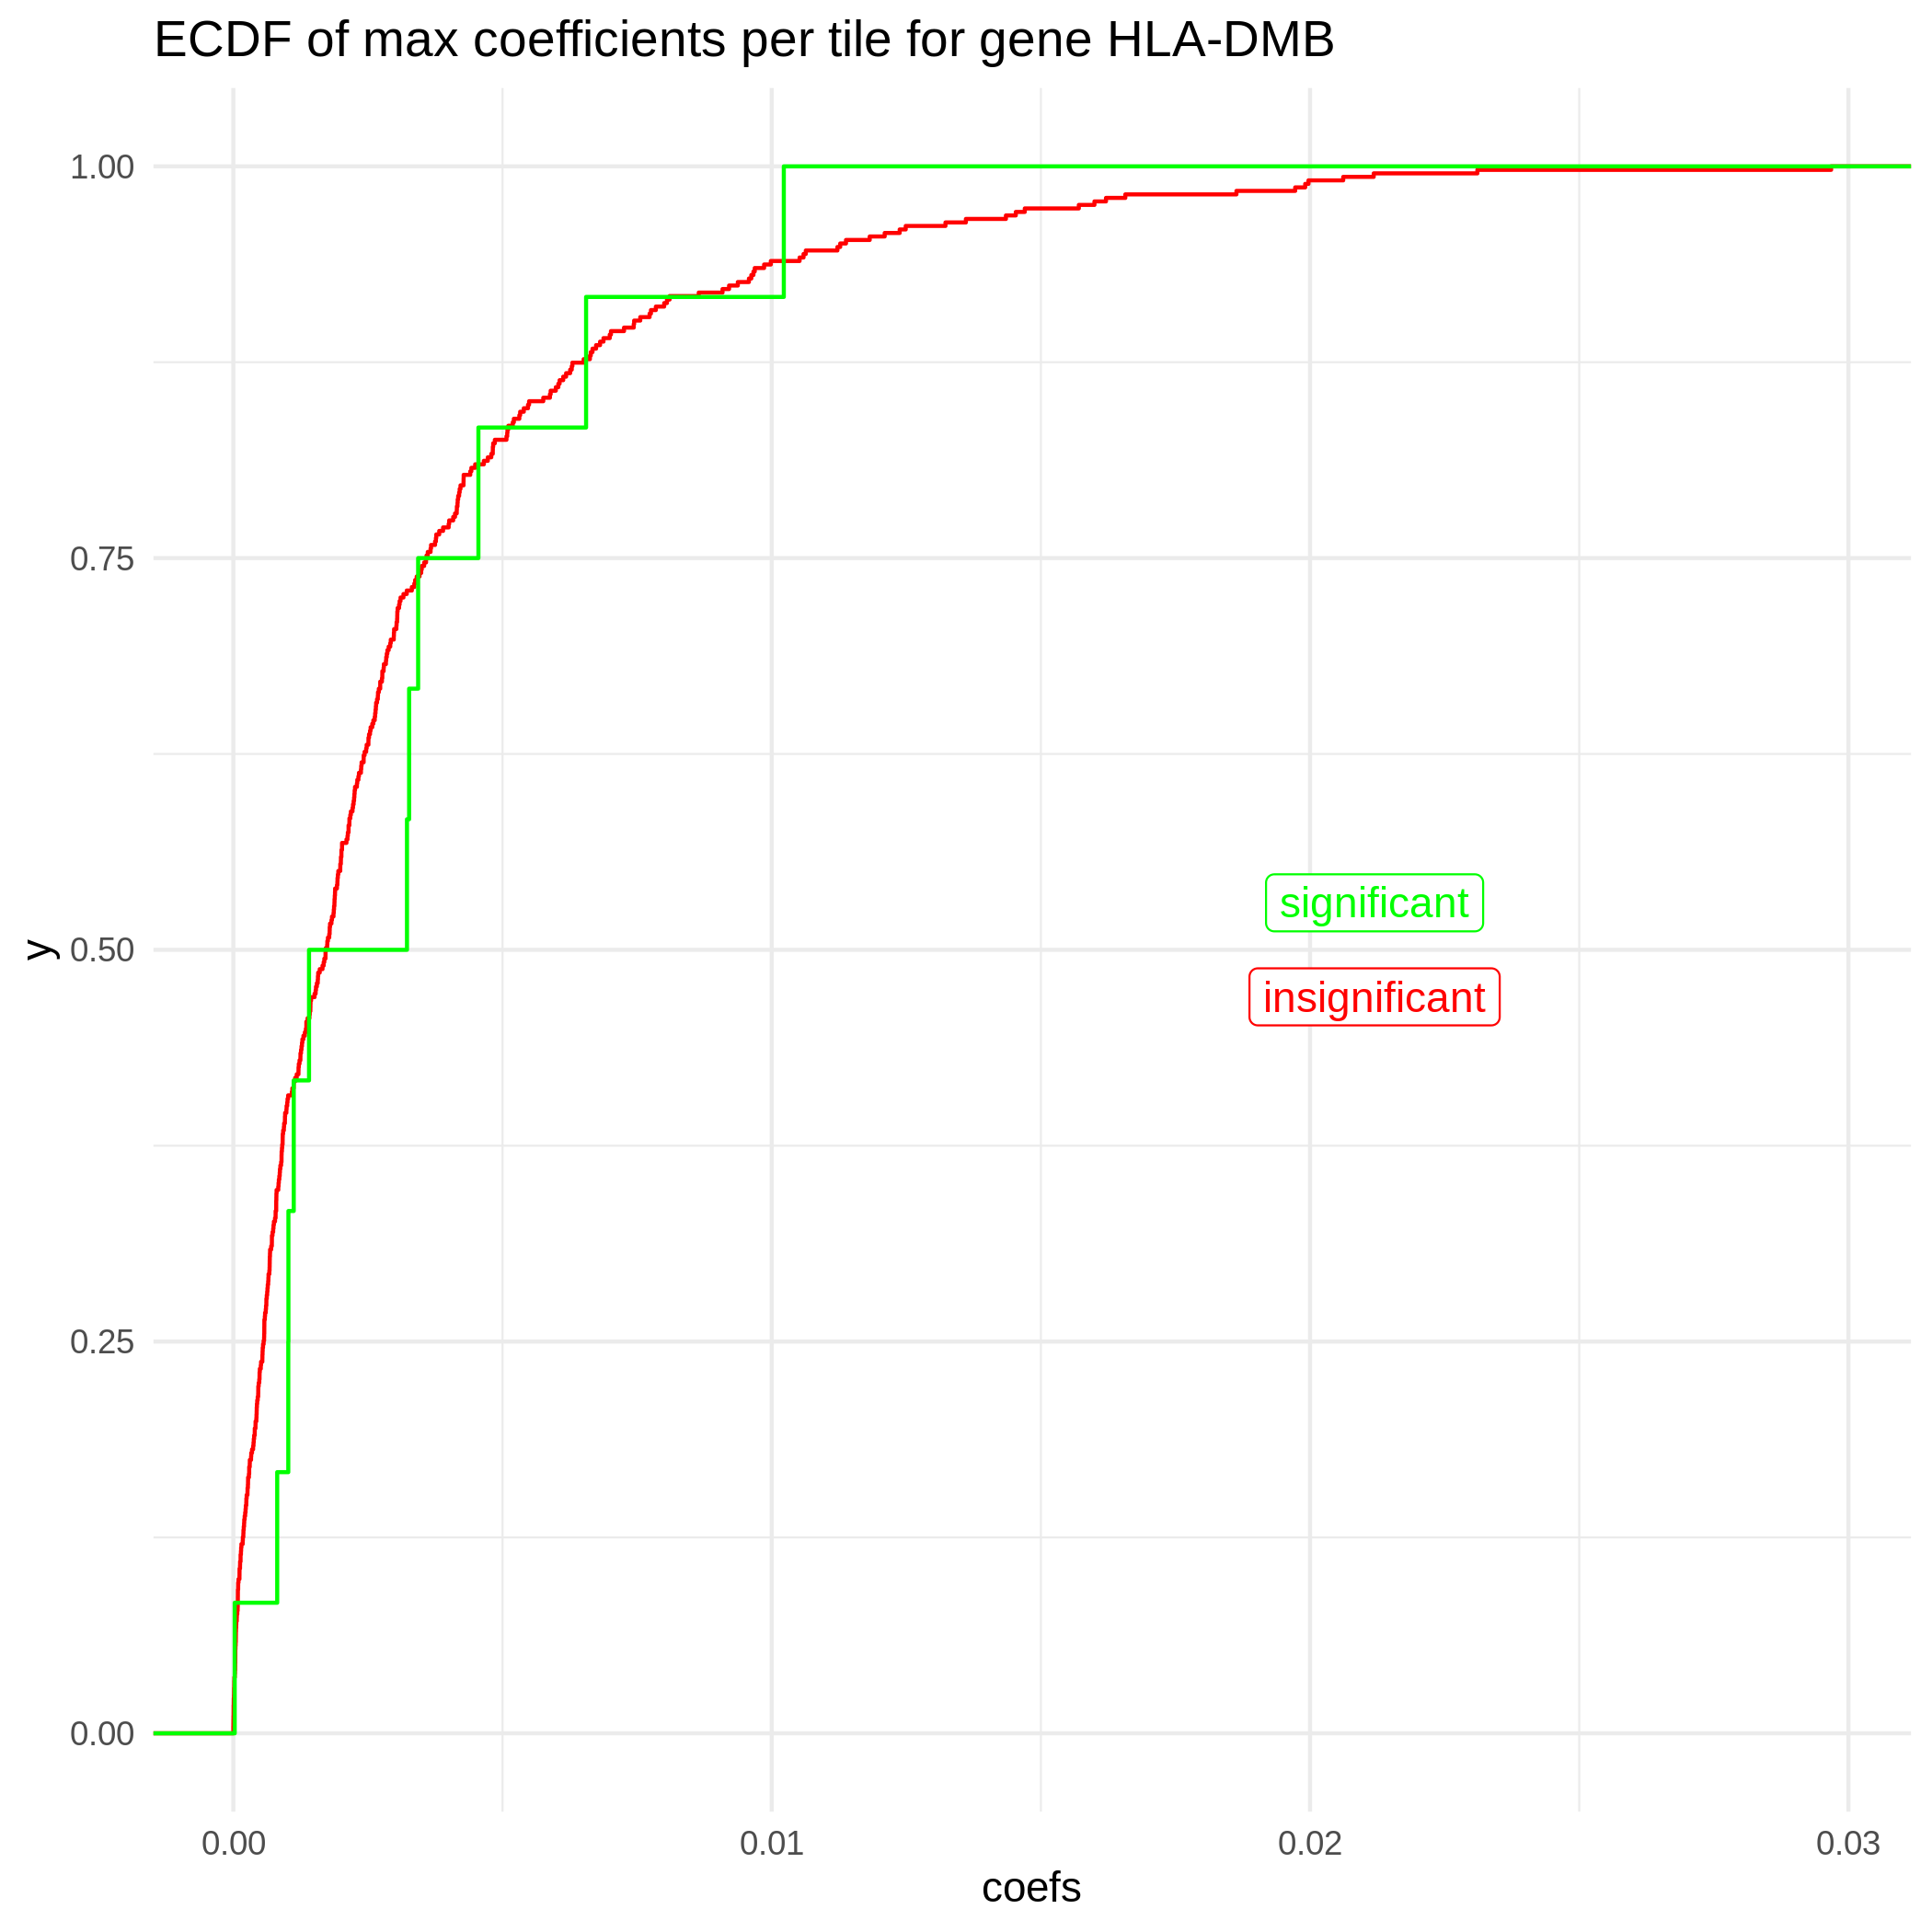 ECDF of max coefficients per tile for gene HLA-DMB
1.00
0.75
0.50
0.25
0.00
y
significant
insignificant
0.00 0.01 0.02 0.03
coefs